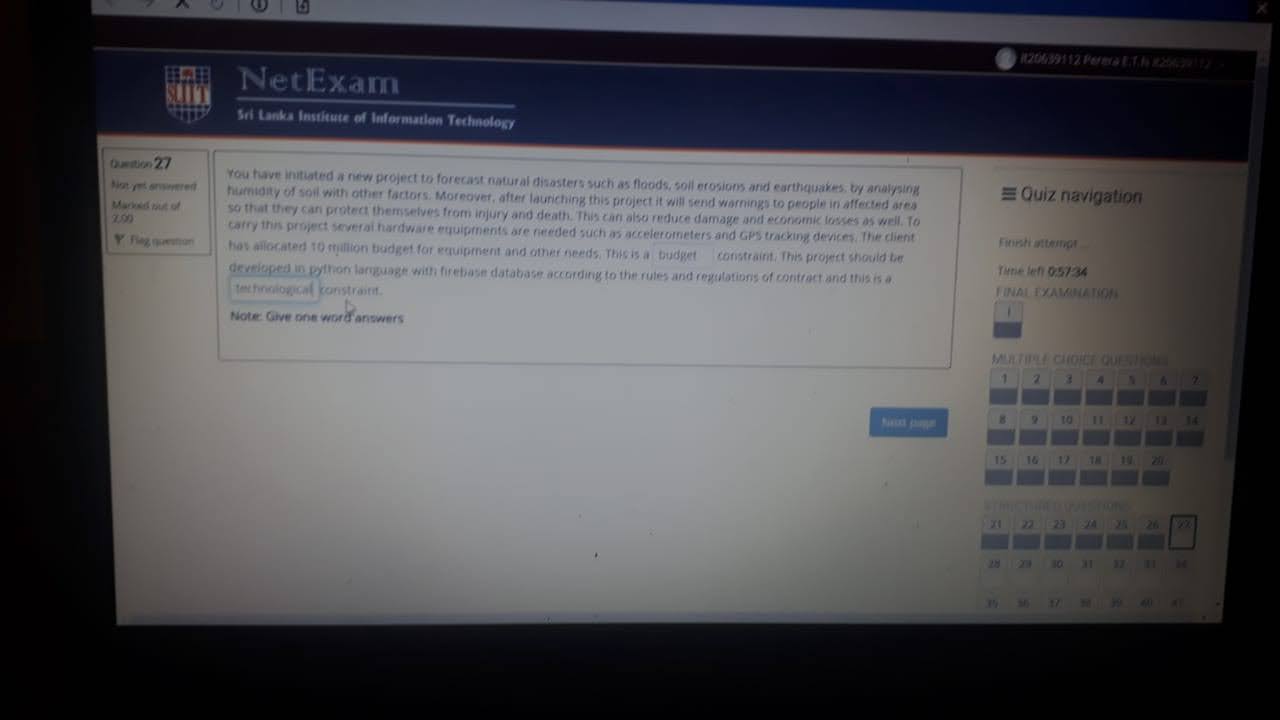 NetExam
Sri Lanka Institute of Information Technology
SLIIT
Question 27
Not yet answered
Marked out of
2.00
Flag question
You have initiated a new project to forecast natural disasters such as floods, soil erosions and earthquakes, by analysing
humidity of soil with other factors. Moreover, after launching this project it will send warnings to people in affected area
so that they can protect themselves from injury and death. This can also reduce damage and economic losses as well. To
carry this project several hardware equipments are needed such as accelerometers and GPS tracking devices. The client
has allocated 10 million budget for equipment and other needs. This is a budget constraint. This project should be
developed in python language with firebase database according to the rules and regulations of contract and this is a
technological constraint.
Note: Give one word answers
Next page
Quiz navigation
Finish attempt ...
Time left 0:57:34
FINAL EXAMINATION
i
MULTIPLE CHOICE QUESTIONS
1 2 3 4 5 6 7
8 9 10 11 12 13 14
15 16 17 18 19 20
STRUCTURED QUESTIONS
21 22 23 24 25 26 27
28 29 30 31 32 33 34
35 36 37 38 39 40 41